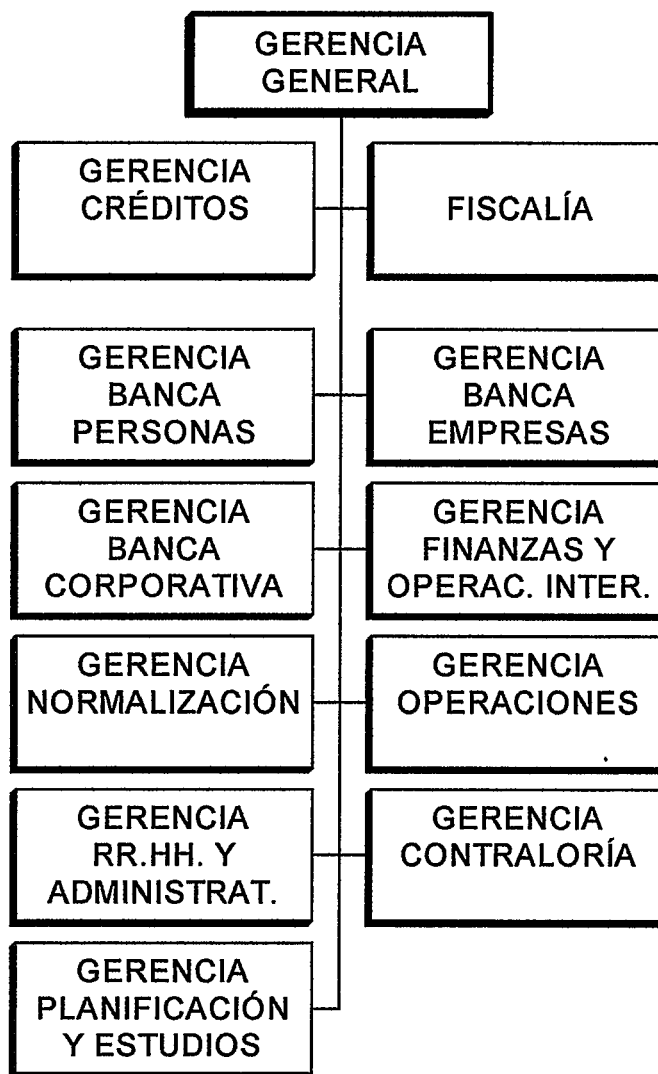 GERENCIA
GENERAL
GERENCIA
CRÉDITOS
FISCALÍA
GERENCIA
BANCA
PERSONAS
GERENCIA
BANCA
EMPRESAS
GERENCIA
BANCA
CORPORATIVA
GERENCIA
FINANZAS Y
OPERAC. INTER.
GERENCIA
NORMALIZACIÓN
GERENCIA
OPERACIONES
GERENCIA
RR.HH. Y
ADMINISTRAT.
GERENCIA
CONTRALORÍA
GERENCIA
PLANIFICACIÓN
Y ESTUDIOS